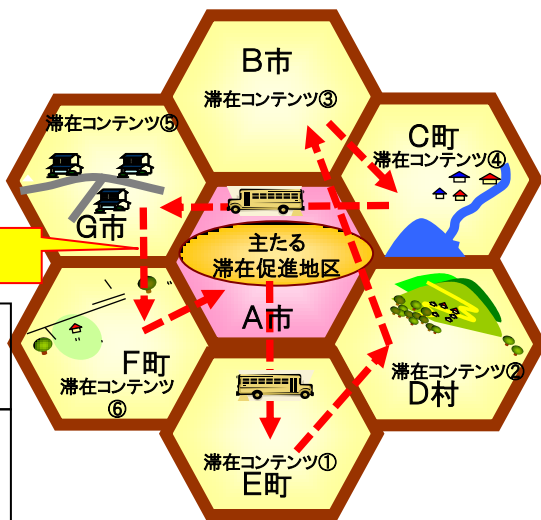 B市
滞在コンテンツ③
滞在コンテンツ⑤
C町
滞在コンテンツ④
G市
主たる
滞在促進地区
A市
F町
滞在コンテンツ
⑥
滞在コンテンツ②
D村
滞在コンテンツ①
E町